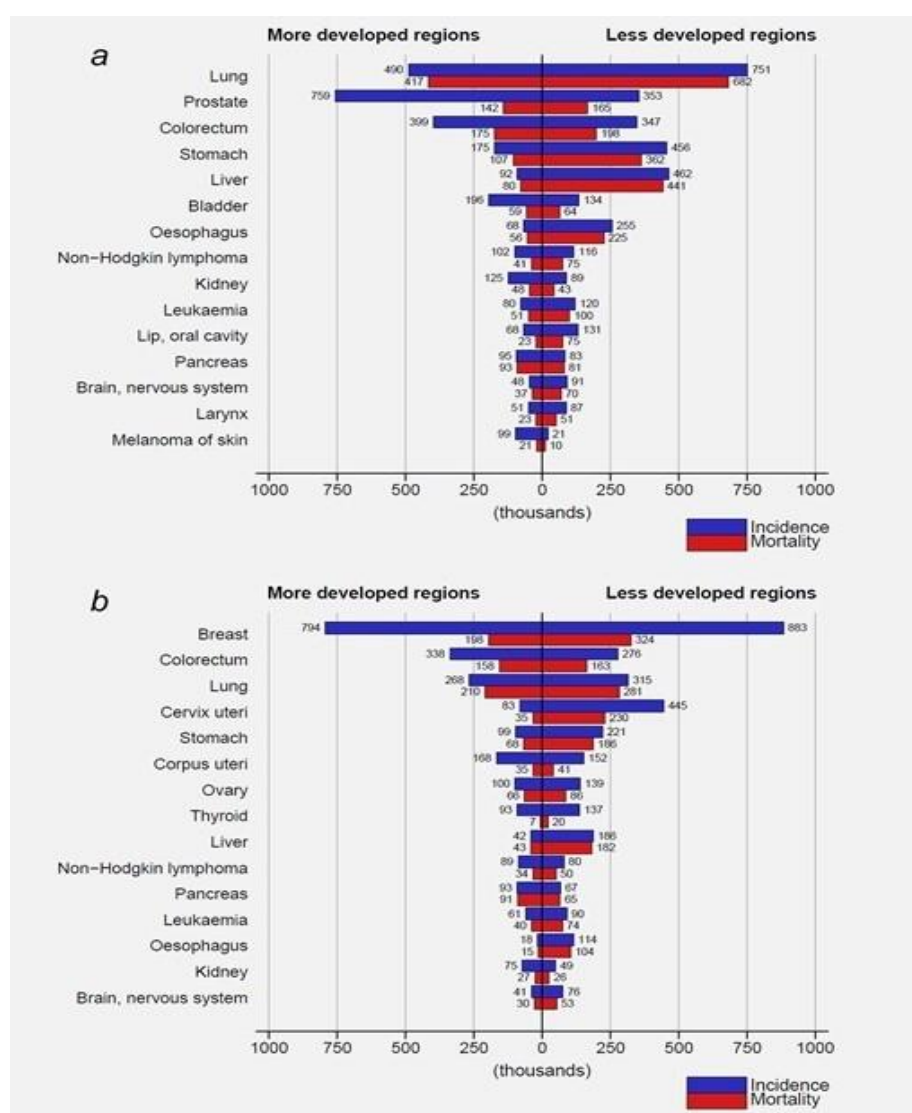 a
More developed regions Less developed regions
Lung 490 751
417 682
Prostate 759 353
142 165
Colorectum 399 347
175 198
Stomach 175 456
107 362
Liver 92 462
80 441
Bladder 196 134
59 64
Oesophagus 68 255
56 225
Non-Hodgkin lymphoma 102 116
41 75
Kidney 125 89
48 43
Leukaemia 80 120
51 100
Lip, oral cavity 68 131
23 75
Pancreas 95 83
93 81
Brain, nervous system 48 91
37 70
Larynx 51 87
23 51
Melanoma of skin 99 21
21 10
1000 750 500 250 0 250 500 750 1000
(thousands)
Incidence
Mortality
b
More developed regions Less developed regions
Breast 794 883
198 324
Colorectum 338 276
158 163
Lung 268 315
210 281
Cervix uteri 83 445
35 230
Stomach 99 221
68 186
Corpus uteri 168 152
35 41
Ovary 100 139
66 86
Thyroid 93 137
7 20
Liver 42 186
43 182
Non-Hodgkin lymphoma 89 80
34 50
Pancreas 93 67
91 65
Leukaemia 61 90
40 74
Oesophagus 18 114
15 104
Kidney 75 49
27 26
Brain, nervous system 41 76
30 53
1000 750 500 250 0 250 500 750 1000
(thousands)
Incidence
Mortality